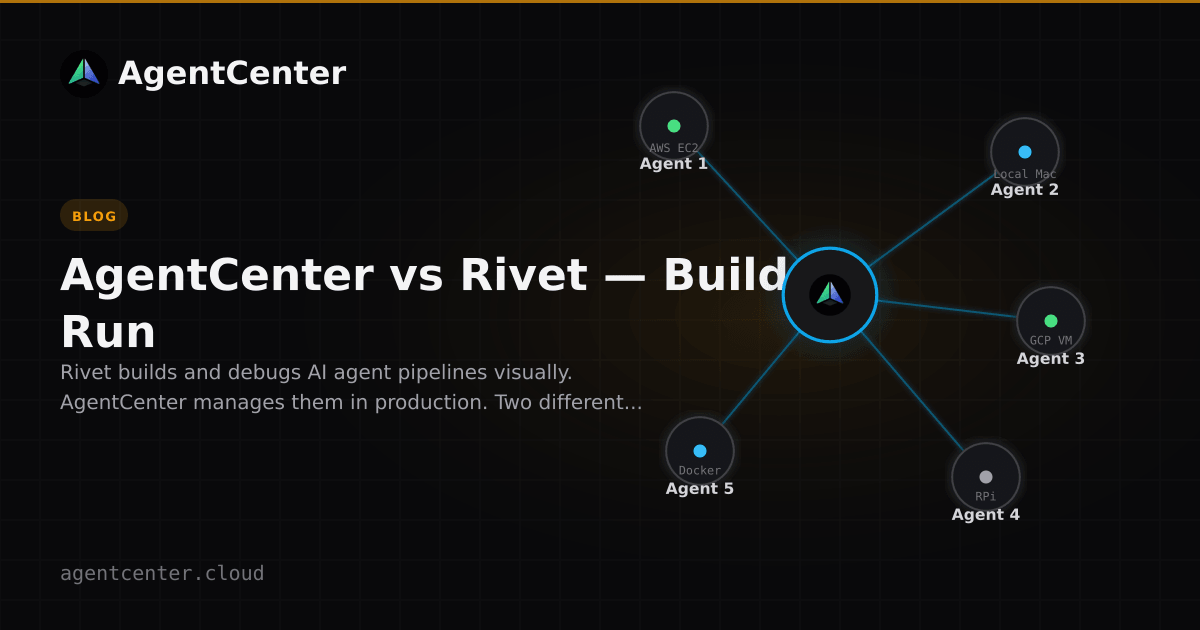 AgentCenter
BLOG
AgentCenter vs Rivet — Build
Run
Rivet builds and debugs AI agent pipelines visually.
AgentCenter manages them in production. Two different...
agentcenter.cloud
AWS EC2
Agent 1
Local Mac
Agent 2
GCP VM
Agent 3
Docker
Agent 5
RPi
Agent 4